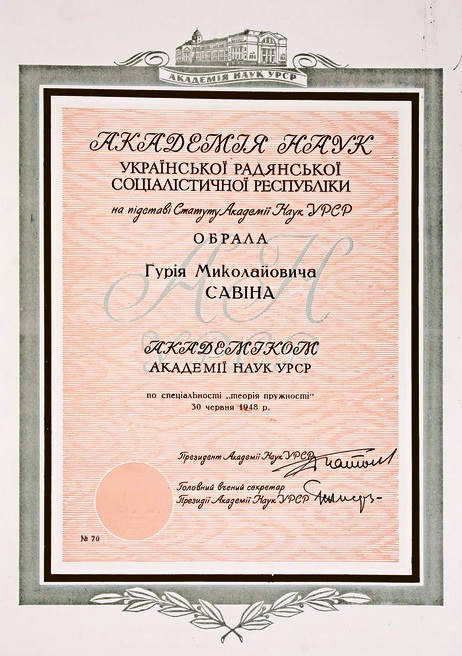 АКАДЕМІЯ НАУК УРСР
АКАДЕМІЯ НАУК
УКРАЇНСЬКОЇ РАДЯНСЬКОЇ
СОЦІАЛІСТИЧНОЇ РЕСПУБЛІКИ
на підставі Статуту Академії Наук УРСР
ОБРАЛА
Гурія Миколайовича
САВІНА
АН
УРСР
АКАДЕМІКОМ
АКАДЕМІЇ НАУК УРСР
по спеціальності „теорія пружності“
30 червня 1948 р.
Президент Академії Наук УРСР
Головний вчений секретар
Президії Академії Наук УРСР
№ 70